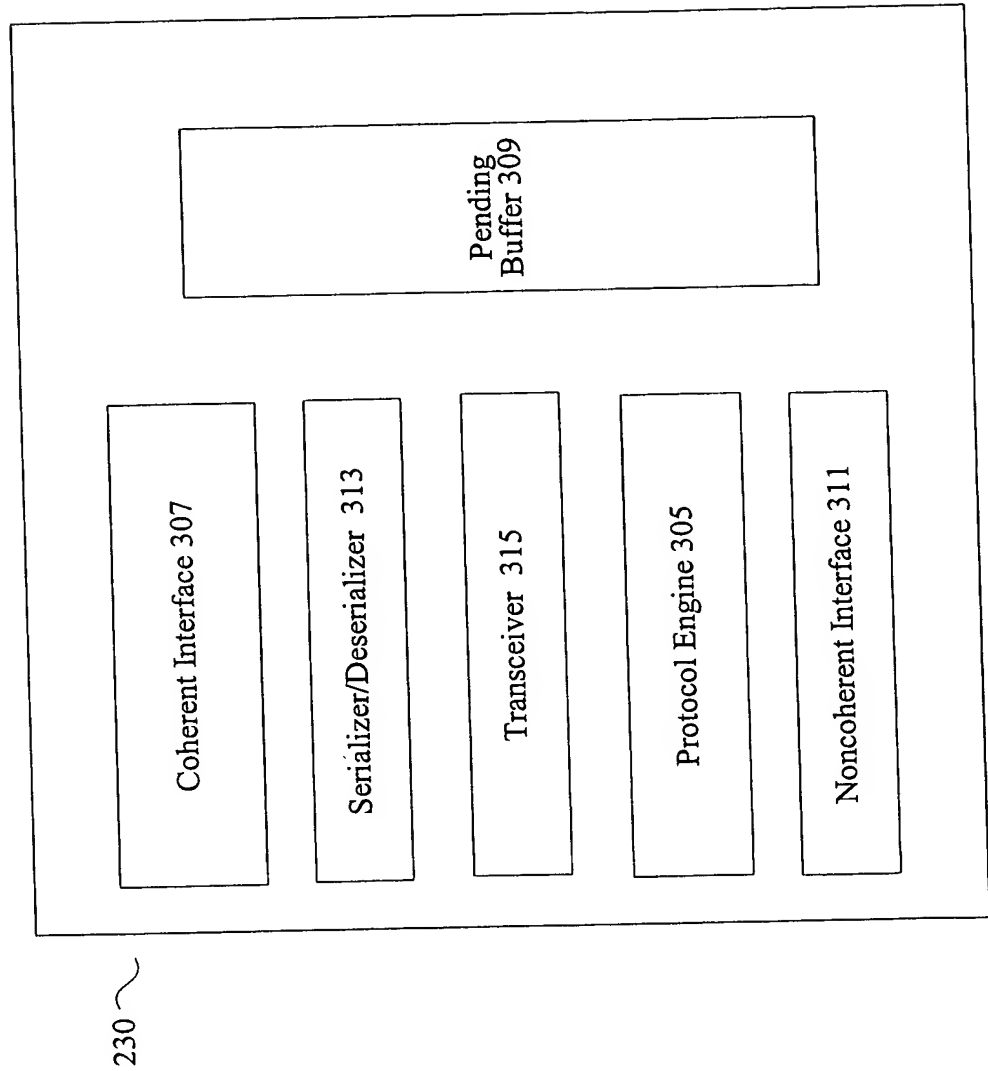 230
Coherent Interface 307
Serializer/Deserializer 313
Transceiver 315
Protocol Engine 305
Noncoherent Interface 311
Pending
Buffer 309